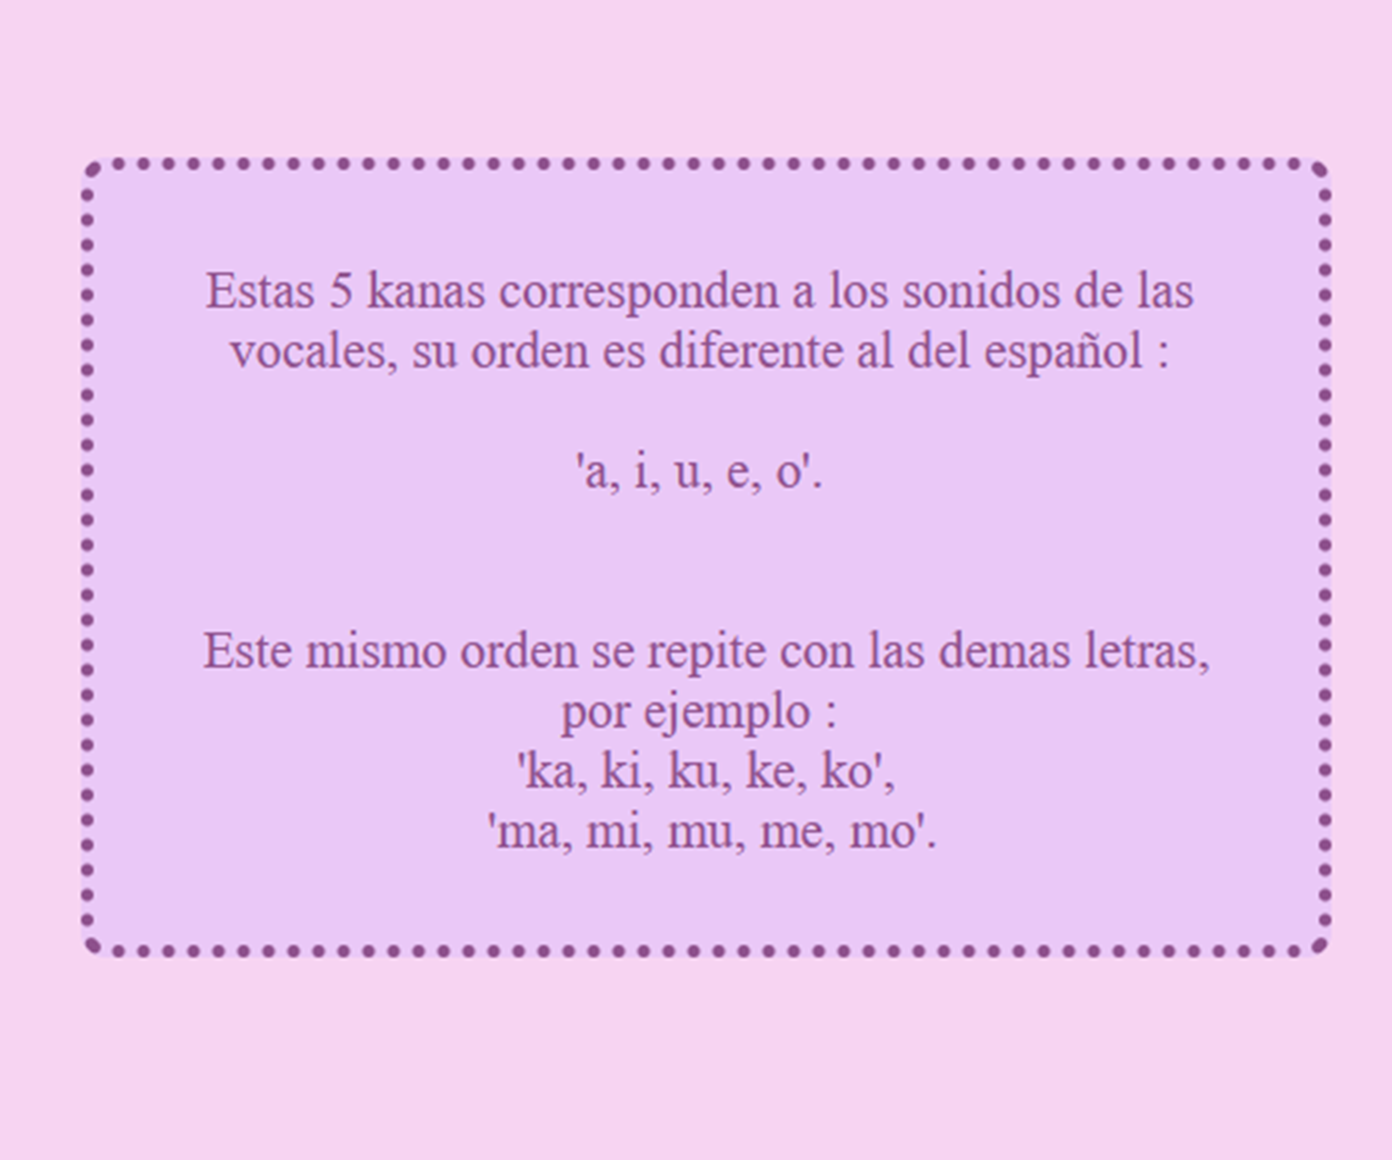 Estas 5 kanas corresponden a los sonidos de las
vocales, su orden es diferente al del español :
'a, i, u, e, o'.
Este mismo orden se repite con las demas letras,
por ejemplo :
'ka, ki, ku, ke, ko',
'ma, mi, mu, me, mo'.